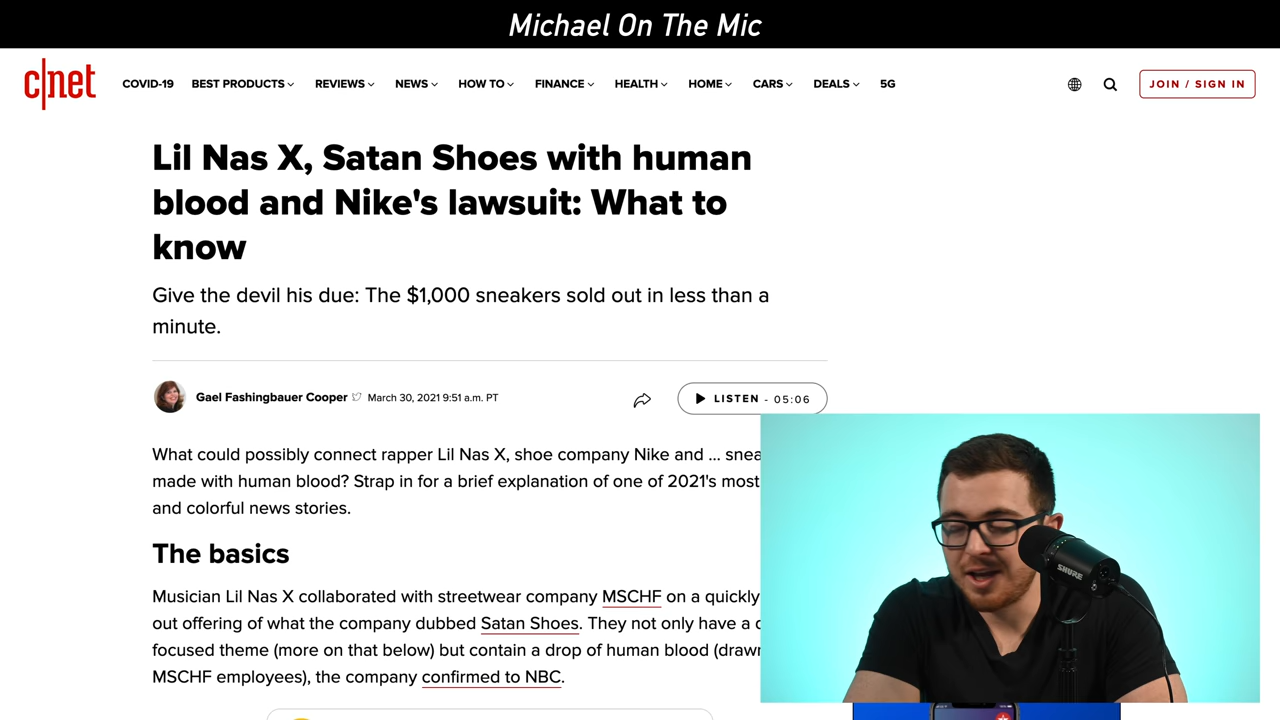 Michael On The Mic
c|net COVID-19 BEST PRODUCTS REVIEWS NEWS HOW TO FINANCE HEALTH HOME CARS DEALS 5G JOIN / SIGN IN
Lil Nas X, Satan Shoes with human
blood and Nike's lawsuit: What to
know
Give the devil his due: The $1,000 sneakers sold out in less than a
minute.
Gael Fashingbauer Cooper March 30, 2021 9:51 a.m. PT LISTEN - 05:06
What could possibly connect rapper Lil Nas X, shoe company Nike and ...
made with human blood? Strap in for a brief explanation of one of 2021's most
and colorful news stories.
The basics
Musician Lil Nas X collaborated with streetwear company MSCHF on a quickly
out offering of what the company dubbed Satan Shoes. They not only have a
focused theme (more on that below) but contain a drop of human blood
MSCHF employees), the company confirmed to NBC.
SHURE